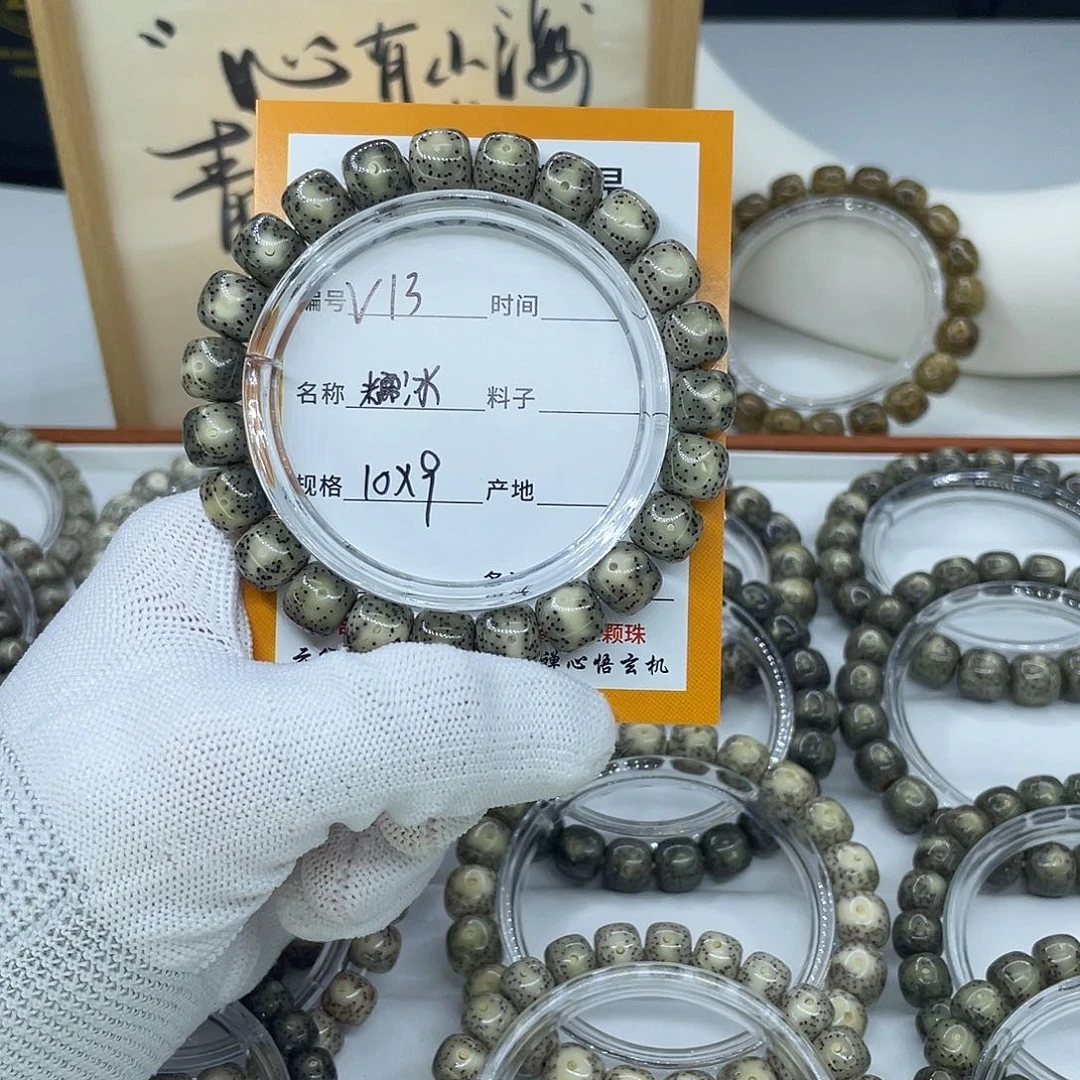 "心有山海
编号 V13 时间
名称 糯冰 料子
规格 10X9 产地
颗珠
禅心悟玄机